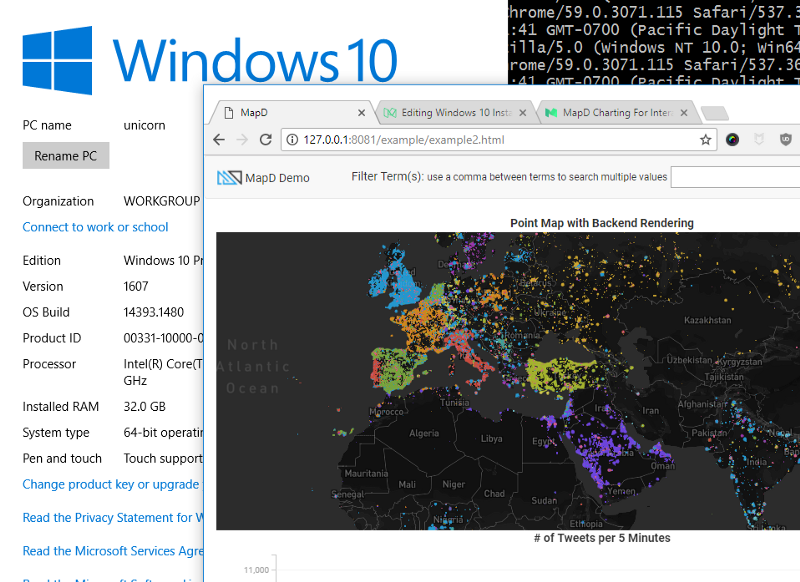 Windows 10
PC name unicorn
Rename PC
Organization WORKGROUP
Connect to work or school
Edition Windows 10
Version 1607
OS Build 14393.1480
Product ID 00331-10000-0
Processor Intel(R) Core(T
GHz
Installed RAM 32.0 GB
System type 64-bit operatin
Pen and touch Touch support
Change product key or upgrade
Read the Privacy Statement for W
Read the Microsoft Services Agre
hrome/59.0.3071.115 Safari/537.3
:41 GMT-0700 (Pacific Daylight T
illa/5.0 (Windows NT 10.0; Win64
rome/59.0.3071.115 Safari/537.36
:41 GMT-0700 (Pacific Daylight T
MapD
Editing Windows 10 Insta
MapD Charting For Inter
127.0.0.1:8081/example/example2.html
MapD Demo
Filter Term(s): use a comma between terms to search multiple values
Point Map with Backend Rendering
Kazakhstan
Ukraine
Romania
North
Atlantic
Ocean
Uzbekistan
Kyrgyzstan
Tajikistan
Tunisia
Morocco
Iran
Afghanistan
Algeria
Libya
Egypt
Pakistan
India
Oman
Mauritania
Mali
Niger
Chad
Sudan
Yemen
Senegal
Nigeria
Ethiopia
# of Tweets per 5 Minutes
11,000